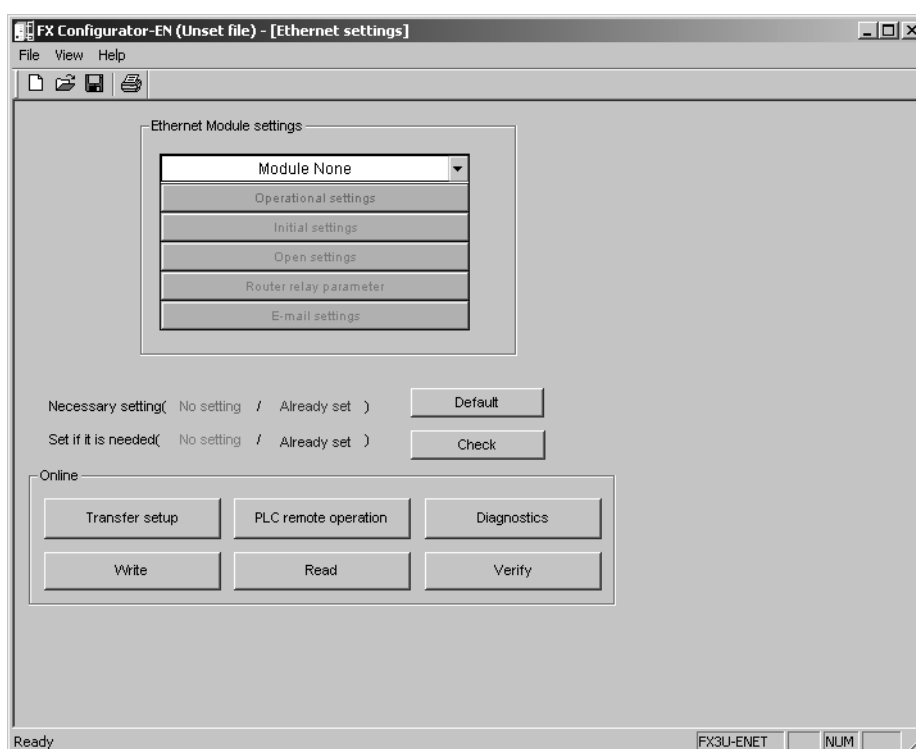 FX Configurator-EN (Unset file) - [Ethernet settings]
File View Help
Ethernet Module settings
Module None
Operational settings
Initial settings
Open settings
Router relay parameter
E-mail settings
Necessary setting( No setting / Already set )
Default
Set if it is needed( No setting / Already set )
Check
Online
Transfer setup PLC remote operation Diagnostics
Write Read Verify
Ready FX3U-ENET NUM